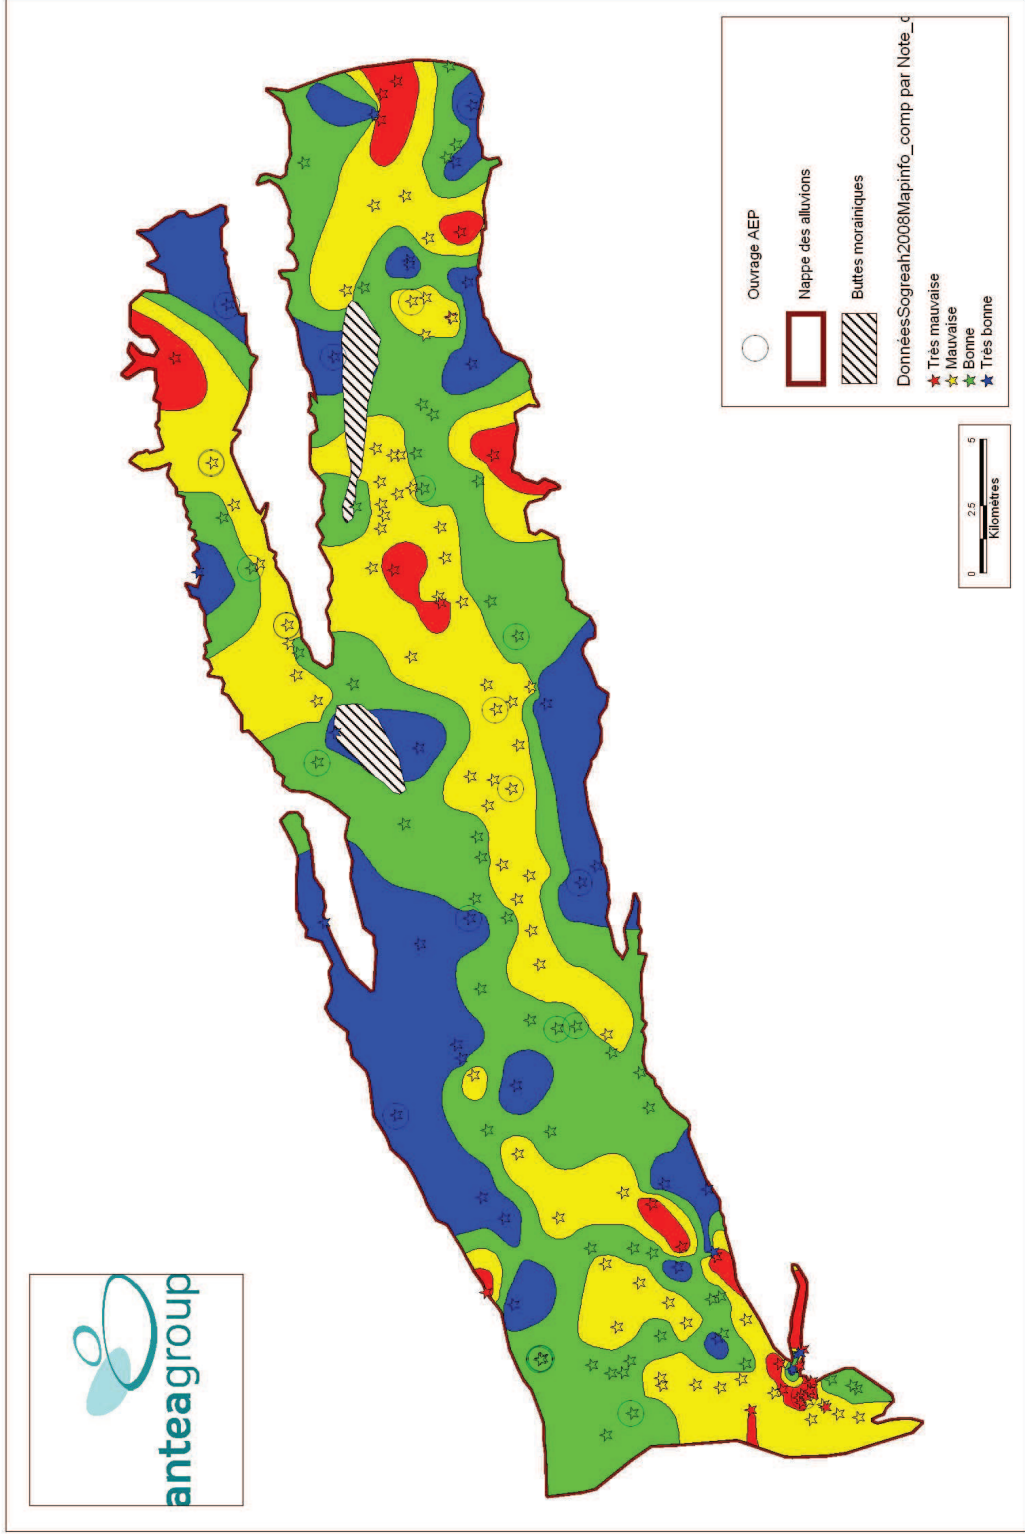 anteagroup
Ouvrage AEP
Nappe des alluvions
Buttes morainiques
DonnéesSogreah2008Mapinfo_comp par Note_
Très mauvaise
Mauvaise
Bonne
Très bonne
0 2.5 5
Kilomètres